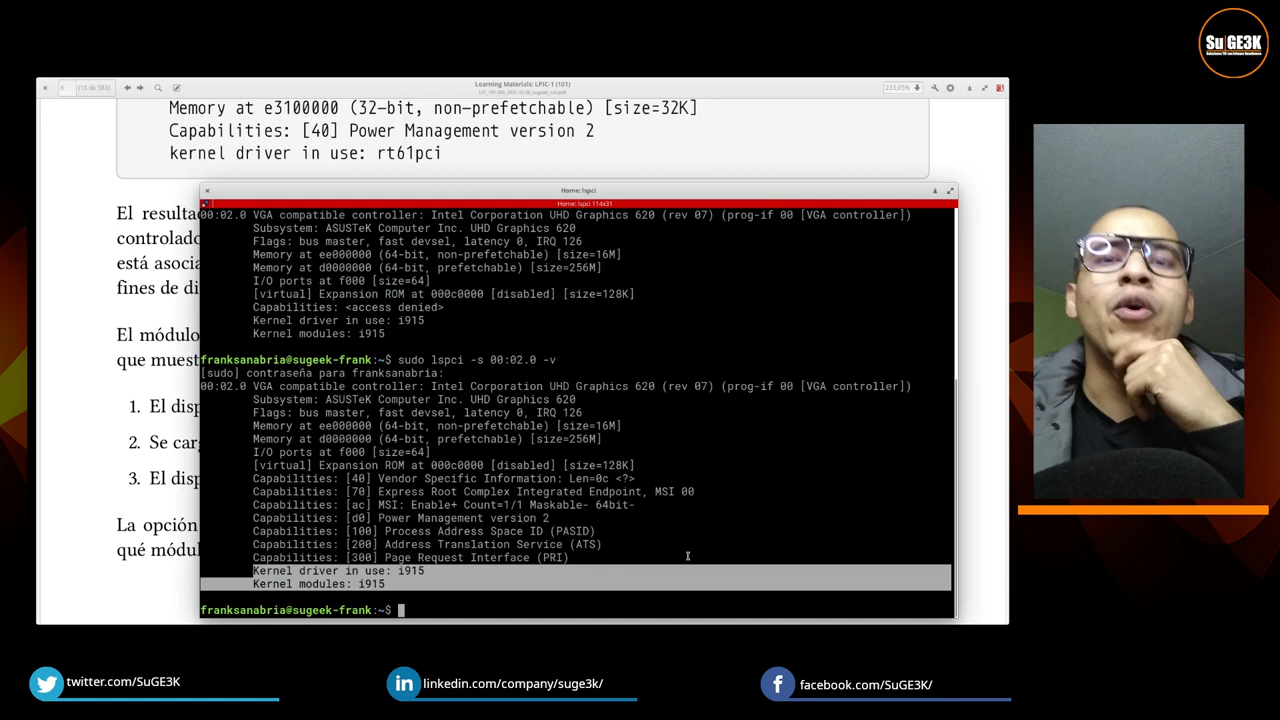 SuGE3K
Learning Materials: LPIC-1 (101)
6 (16 de 583)
233,05%
Memory at e3100000 (32-bit, non-prefetchable) [size=32K]
Capabilities: [40] Power Management version 2
kernel driver in use: rt61pci
El resulta
controlado
está asocia
fines de di
El módulo
que muest
1. El disp
2. Se carg
3. El dispo
La opción
qué módul
Home: lspci
Home: lspci 114x31
00:02.0 VGA compatible controller: Intel Corporation UHD Graphics 620 (rev 07) (prog-if 00 [VGA controller])
Subsystem: ASUSTeK Computer Inc. UHD Graphics 620
Flags: bus master, fast devsel, latency 0, IRQ 126
Memory at ee000000 (64-bit, non-prefetchable) [size=16M]
Memory at d0000000 (64-bit, prefetchable) [size=256M]
I/O ports at f000 [size=64]
[virtual] Expansion ROM at 000c0000 [disabled] [size=128K]
Capabilities: <access denied>
Kernel driver in use: i915
Kernel modules: i915
franksanabria@sugeek-frank:~$ sudo lspci -s 00:02.0 -v
[sudo] contraseña para franksanabria:
00:02.0 VGA compatible controller: Intel Corporation UHD Graphics 620 (rev 07) (prog-if 00 [VGA controller])
Subsystem: ASUSTeK Computer Inc. UHD Graphics 620
Flags: bus master, fast devsel, latency 0, IRQ 126
Memory at ee000000 (64-bit, non-prefetchable) [size=16M]
Memory at d0000000 (64-bit, prefetchable) [size=256M]
I/O ports at f000 [size=64]
[virtual] Expansion ROM at 000c0000 [disabled] [size=128K]
Capabilities: [40] Vendor Specific Information: Len=0c <?>
Capabilities: [70] Express Root Complex Integrated Endpoint, MSI 00
Capabilities: [ac] MSI: Enable+ Count=1/1 Maskable- 64bit-
Capabilities: [d0] Power Management version 2
Capabilities: [100] Process Address Space ID (PASID)
Capabilities: [200] Address Translation Service (ATS)
Capabilities: [300] Page Request Interface (PRI)
Kernel driver in use: i915
Kernel modules: i915
franksanabria@sugeek-frank:~$
twitter.com/SuGE3K
linkedin.com/company/suge3k/
facebook.com/SuGE3K/